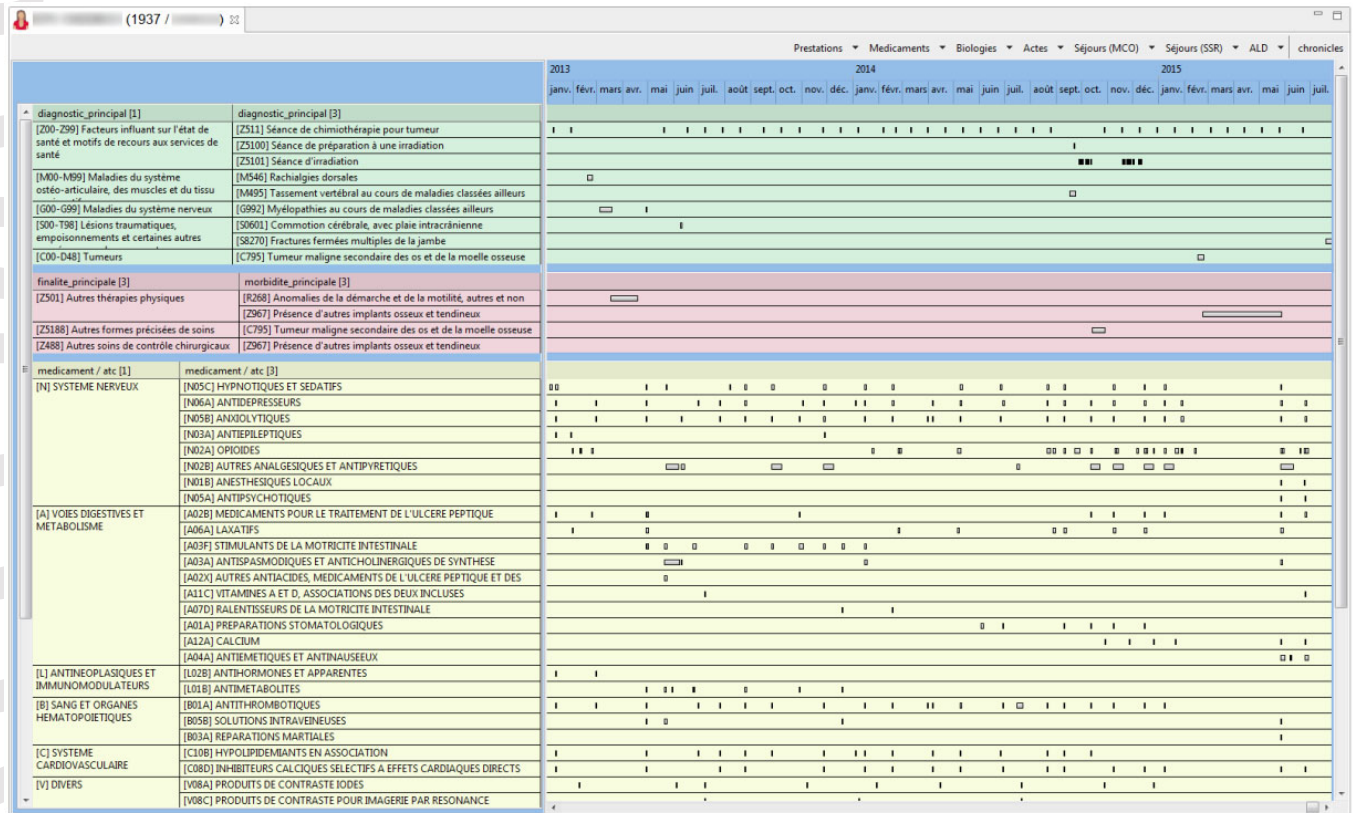 (1937 / )
Prestations Medicaments Biologies Actes Séjours (MCO) Séjours (SSR) ALD chronicles
2013 2014 2015
janv. févr. mars avr. mai juin juil. août sept. oct. nov. déc. janv. févr. mars avr. mai juin juil. août sept. oct. nov. déc. janv. févr. mars avr. mai juin juil.
diagnostic_principal [1] diagnostic_principal [3]
[Z00-Z99] Facteurs influant sur l'état de
santé et motifs de recours aux services de
santé
[Z511] Séance de chimiothérapie pour tumeur
[Z5100] Séance de préparation à une irradiation
[Z5101] Séance d'irradiation
[M00-M99] Maladies du système
ostéo-articulaire, des muscles et du tissu
[M546] Rachialgies dorsales
[M495] Tassement vertébral au cours de maladies classées ailleurs
[G00-G99] Maladies du système nerveux [G992] Myélopathies au cours de maladies classées ailleurs
[S00-T98] Lésions traumatiques,
empoisonnements et certaines autres
[S0601] Commotion cérébrale, avec plaie intracrânienne
[S8270] Fractures fermées multiples de la jambe
[C00-D48] Tumeurs [C795] Tumeur maligne secondaire des os et de la moelle osseuse
finalite_principale [3] morbidite_principale [3]
[Z501] Autres thérapies physiques [R268] Anomalies de la démarche et de la motilité, autres et non
[Z967] Présence d'autres implants osseux et tendineux
[Z5188] Autres formes précisées de soins [C795] Tumeur maligne secondaire des os et de la moelle osseuse
[Z488] Autres soins de contrôle chirurgicaux [Z967] Présence d'autres implants osseux et tendineux
medicament / atc [1] medicament / atc [3]
[N] SYSTEME NERVEUX [N05C] HYPNOTIQUES ET SEDATIFS
[N06A] ANTIDEPRESSEURS
[N05B] ANXIOLYTIQUES
[N03A] ANTIEPILEPTIQUES
[N02A] OPIOIDES
[N02B] AUTRES ANALGESIQUES ET ANTIPYRETIQUES
[N01B] ANESTHESIQUES LOCAUX
[N05A] ANTIPSYCHOTIQUES
[A] VOIES DIGESTIVES ET
METABOLISME
[A02B] MEDICAMENTS POUR LE TRAITEMENT DE L'ULCERE PEPTIQUE
[A06A] LAXATIFS
[A03F] STIMULANTS DE LA MOTRICITE INTESTINALE
[A03A] ANTISPASMODIQUES ET ANTICHOLINERGIQUES DE SYNTHESE
[A02X] AUTRES ANTIACIDES, MEDICAMENTS DE L'ULCERE PEPTIQUE ET DES
[A11C] VITAMINES A ET D, ASSOCIATIONS DES DEUX INCLUSES
[A07D] RALENTISSEURS DE LA MOTRICITE INTESTINALE
[A01A] PREPARATIONS STOMATOLOGIQUES
[A12A] CALCIUM
[A04A] ANTIEMETIQUES ET ANTINAUSEEUX
[L] ANTINEOPLASIQUES ET
IMMUNOMODULATEURS
[L02B] ANTIHORMONES ET APPARENTES
[L01B] ANTIMETABOLITES
[B] SANG ET ORGANES
HEMATOPOIETIQUES
[B01A] ANTITHROMBOTIQUES
[B05B] SOLUTIONS INTRAVEINEUSES
[B03A] REPARATIONS MARTIALES
[C] SYSTEME
CARDIOVASCULAIRE
[C10B] HYPOLIPIDEMIANTS EN ASSOCIATION
[C08D] INHIBITEURS CALCIQUES SELECTIFS A EFFETS CARDIAQUES DIRECTS
[V] DIVERS [V08A] PRODUITS DE CONTRASTE IODES
[V08C] PRODUITS DE CONTRASTE POUR IMAGERIE PAR RESONANCE